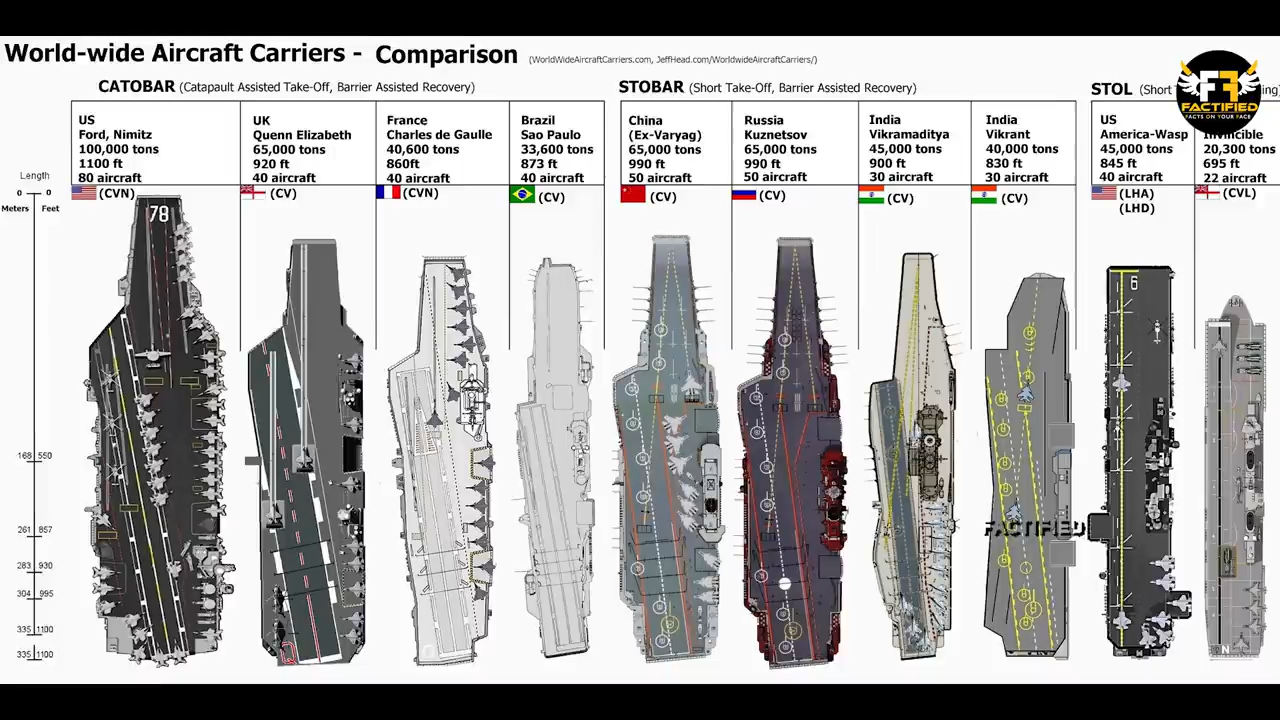 World-wide Aircraft Carriers - Comparison (WorldWideAircraftCarriers.com, JeffHead.com/WorldwideAircraftCarriers/)
FF
FACTIFIED
FACTS ON YOUR FACE
CATOBAR (Catapault Assisted Take-Off, Barrier Assisted Recovery)
STOBAR (Short Take-Off, Barrier Assisted Recovery)
STOL (Short
US
Ford, Nimitz
100,000 tons
1100 ft
80 aircraft
(CVN)
UK
Quenn Elizabeth
65,000 tons
920 ft
40 aircraft
(CV)
France
Charles de Gaulle
40,600 tons
860ft
40 aircraft
(CVN)
Brazil
Sao Paulo
33,600 tons
873 ft
40 aircraft
(CV)
China
(Ex-Varyag)
65,000 tons
990 ft
50 aircraft
(CV)
Russia
Kuznetsov
65,000 tons
990 ft
50 aircraft
(CV)
India
Vikramaditya
45,000 tons
900 ft
30 aircraft
(CV)
India
Vikrant
40,000 tons
830 ft
30 aircraft
(CV)
US
America-Wasp
45,000 tons
845 ft
40 aircraft
(LHA)
(LHD)
Invincible
20,300 tons
695 ft
22 aircraft
(CVL)
Length
0 0
Meters Feet
168 550
261 857
283 930
304 995
335 1100
335 1100
78
6
FACTIFIED
N